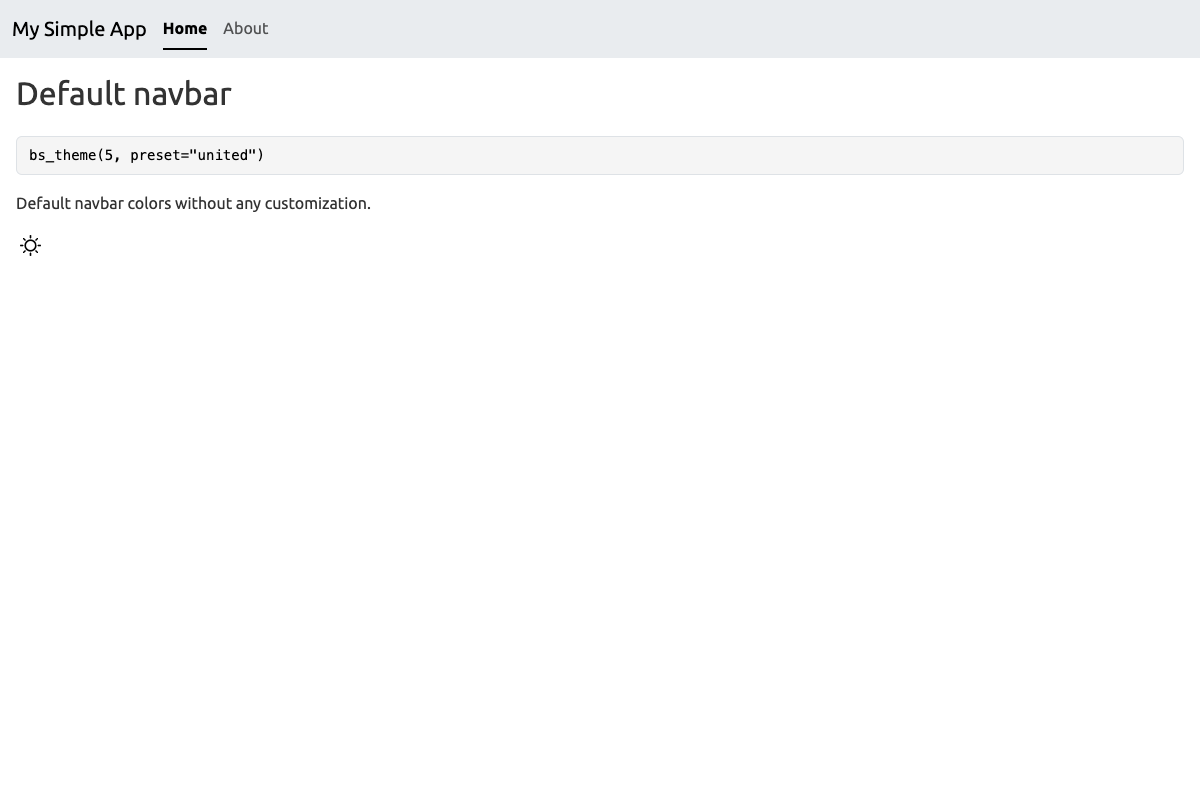 My Simple App Home About
Default navbar
bs_theme(5, preset="united")
Default navbar colors without any customization.